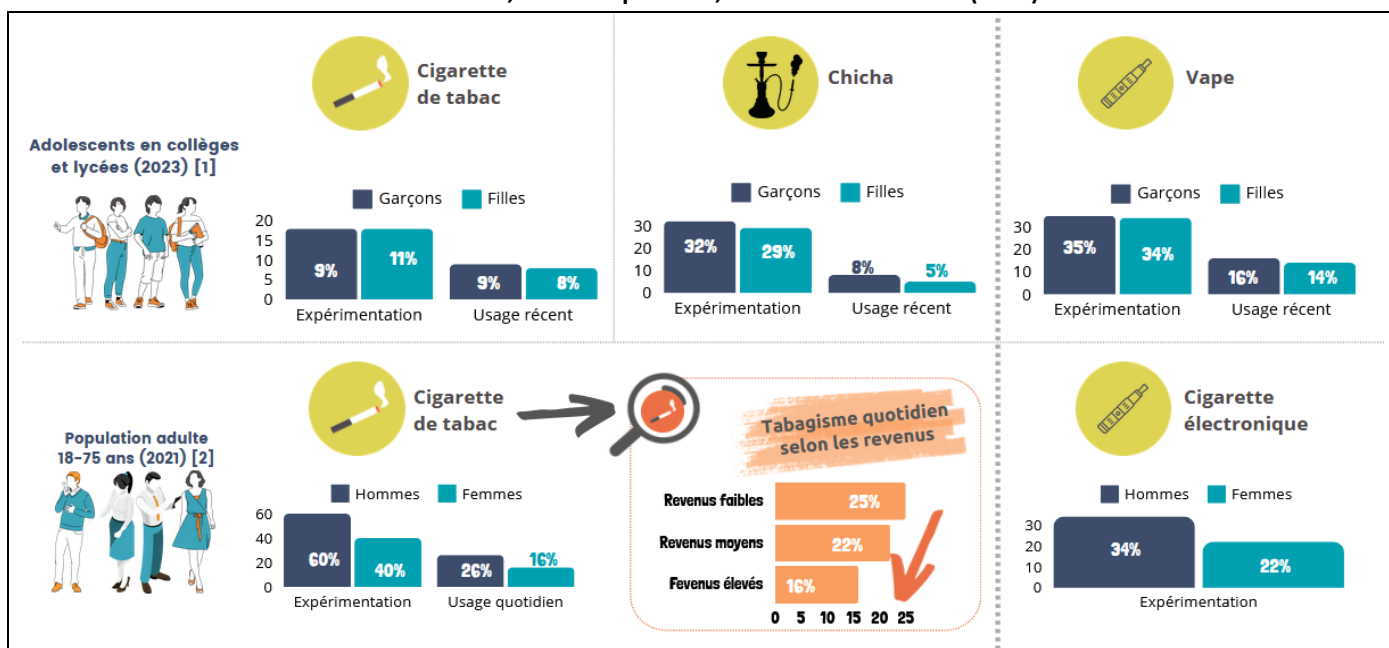 Cigarette
de tabac
Chicha
Vape
Adolescents en collèges
et lycées (2023) [1]
Garçons Filles
20
15
10
5
0
9% 11% 9% 8%
Expérimentation Usage récent
Garçons Filles
30
20
10
0
32% 29% 8% 5%
Expérimentation Usage récent
Garçons Filles
30
20
10
0
35% 34% 16% 14%
Expérimentation Usage récent
Population adulte
18-75 ans (2021) [2]
Cigarette
de tabac
Hommes Femmes
60
40
20
0
60% 40% 26% 16%
Expérimentation Usage quotidien
Tabagisme quotidien
selon les revenus
Revenus faibles 25%
Revenus moyens 22%
Fevenus élevés 16%
0 5 10 15 20 25
Cigarette
électronique
Hommes Femmes
30
20
10
0
34% 22%
Expérimentation